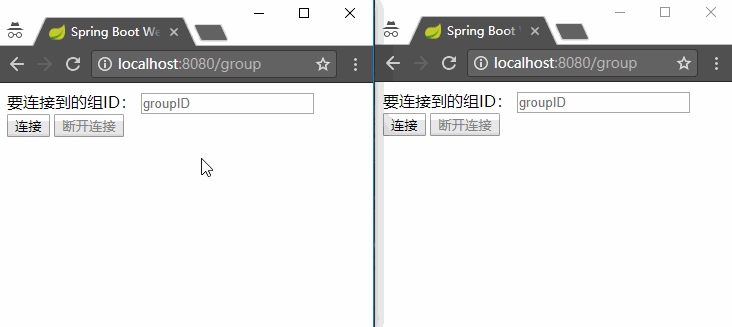 Spring Boot We
localhost:8080/group
要连接到的组ID： groupID
连接 断开连接
Spring Boot
localhost:8080/group
要连接到的组ID： groupID
连接 断开连接